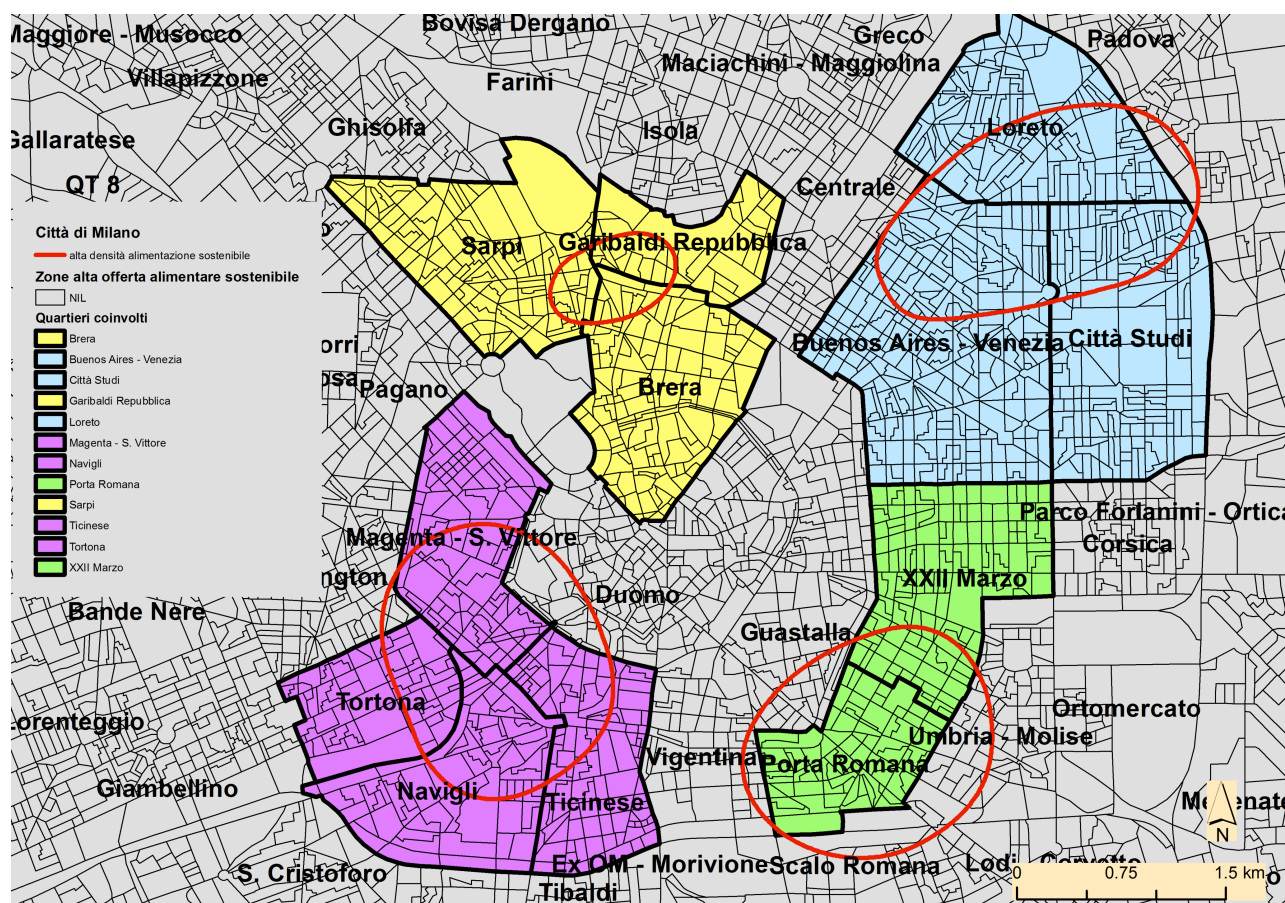 Bovisa Dergano
Maggiore - Musocco
Greco
Padova
Villapizzone
Maciachini - Maggiolina
Farini
Ghisolfa
Isola
Loreto
Gallaratese
QT 8
Centrale
Città di Milano
alta densità alimentazione sostenibile
Zone alta offerta alimentare sostenibile
NIL
Quartieri coinvolti
Brera
Buenos Aires - Venezia
Città Studi
Garibaldi Repubblica
Loreto
Magenta - S. Vittore
Navigli
Porta Romana
Sarpi
Ticinese
Tortona
XXII Marzo
Sarpi
Garibaldi Repubblica
orri
osa
Pagano
Brera
Buenos Aires - Venezia
Città Studi
Magenta - S. Vittore
Parco Forlanini - Ortica
Corsica
ngton
Duomo
XXII Marzo
Bande Nere
Guastalla
Tortona
Lorenteggio
Ortomercato
Umbria - Molise
Vigentina
Porta Romana
Giambellino
Navigli
Ticinese
N
S. Cristoforo
Ex OM - Morivione
Scalo Romana
Tibaldi
0 0.75 1.5 km